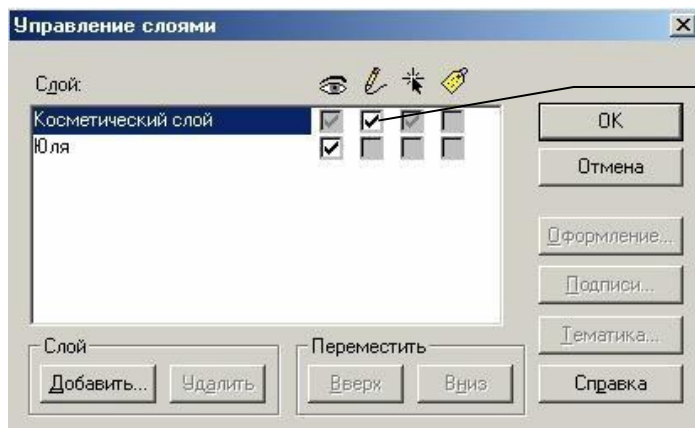 Управление слоями
Слой:
Косметический слой
Юля
OK
Отмена
Оформление...
Подписи...
Тематика...
Слой
Переместить
Добавить...
Удалить
Вверх
Вниз
Справка